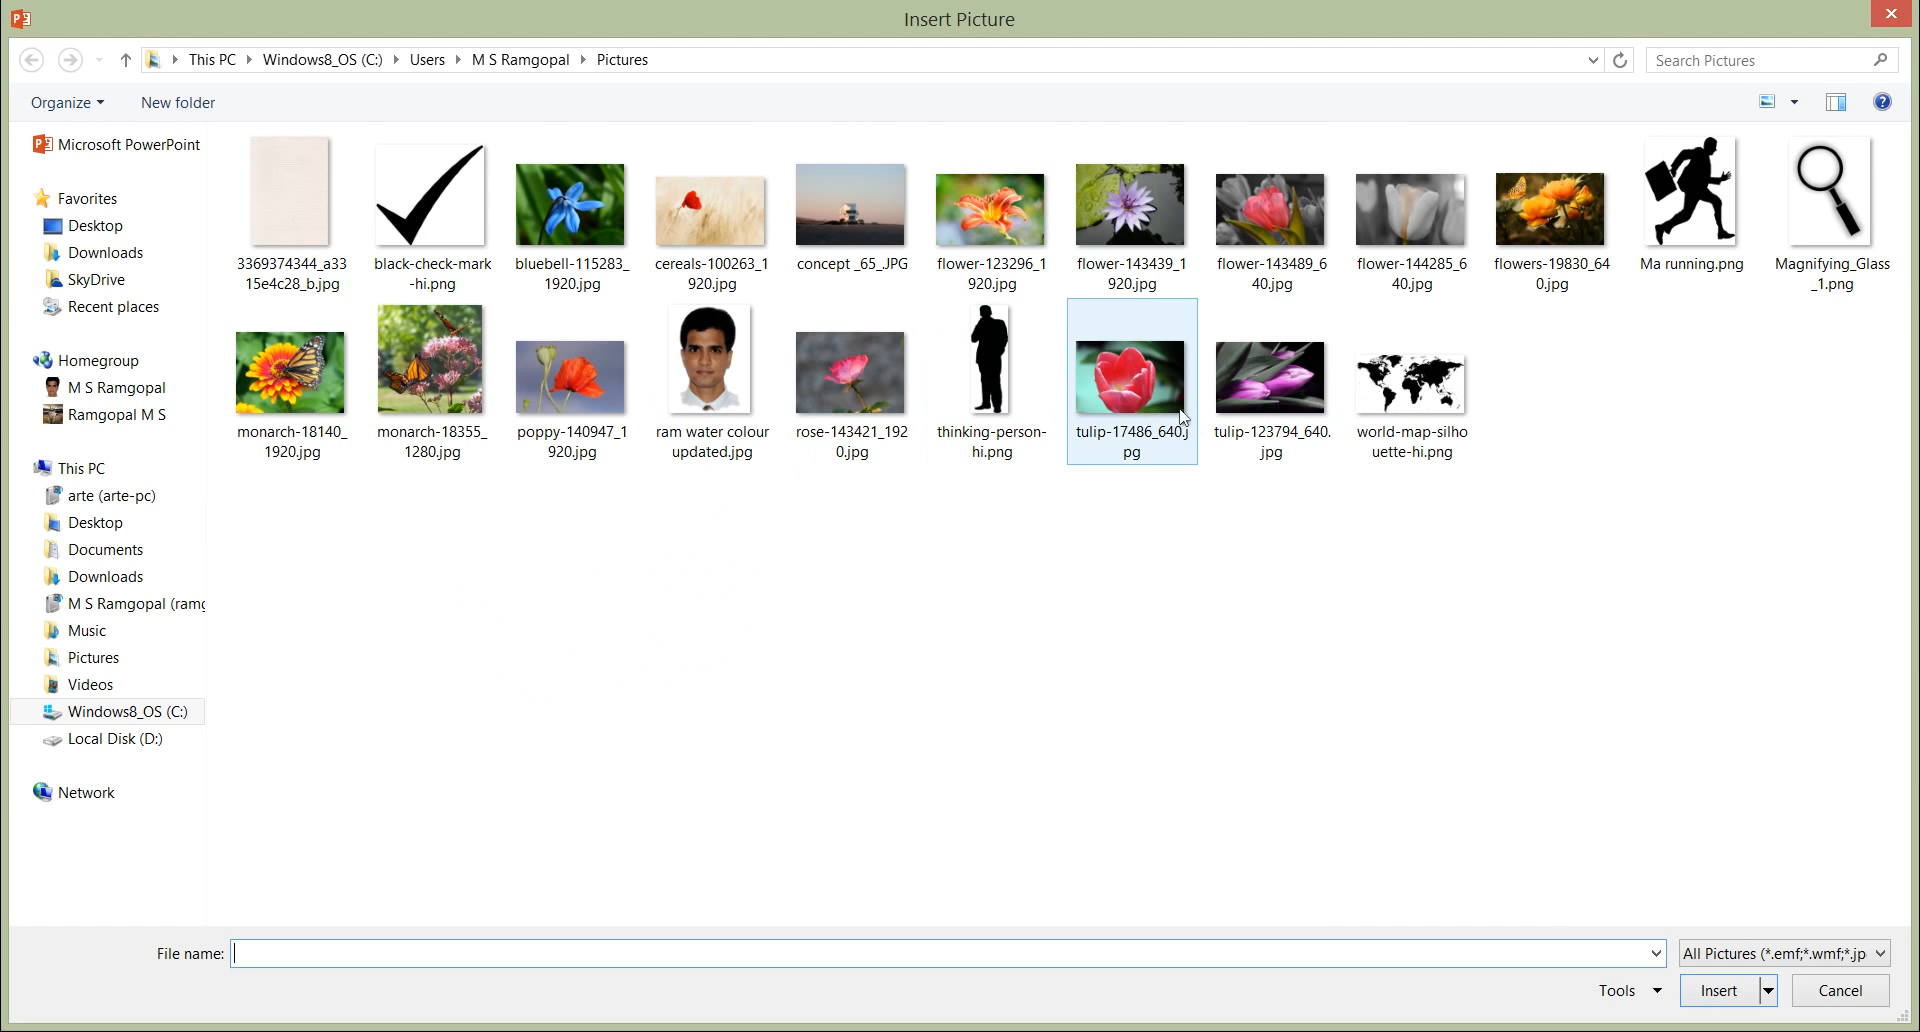 Insert Picture
This PC Windows8_OS (C:) Users M S Ramgopal Pictures
Search Pictures
Organize New folder
Microsoft PowerPoint
Favorites
Desktop
Downloads
SkyDrive
Recent places
Homegroup
M S Ramgopal
Ramgopal M S
This PC
arte (arte-pc)
Desktop
Documents
Downloads
M S Ramgopal (ramg
Music
Pictures
Videos
Windows8_OS (C:)
Local Disk (D:)
Network
3369374344_a33
15e4c28_b.jpg
black-check-mark
-hi.png
bluebell-115283_
1920.jpg
cereals-100263_1
920.jpg
concept _65_JPG
flower-123296_1
920.jpg
flower-143439_1
920.jpg
flower-143489_6
40.jpg
flower-144285_6
40.jpg
flowers-19830_64
0.jpg
Ma running.png
Magnifying_Glass
_1.png
monarch-18140_
1920.jpg
monarch-18355_
1280.jpg
poppy-140947_1
920.jpg
ram water colour
updated.jpg
rose-143421_192
0.jpg
thinking-person-
hi.png
tulip-17486_640.j
pg
tulip-123794_640.
jpg
world-map-silho
uette-hi.png
File name:
All Pictures (*.emf;*.wmf;*.jp
Tools Insert Cancel